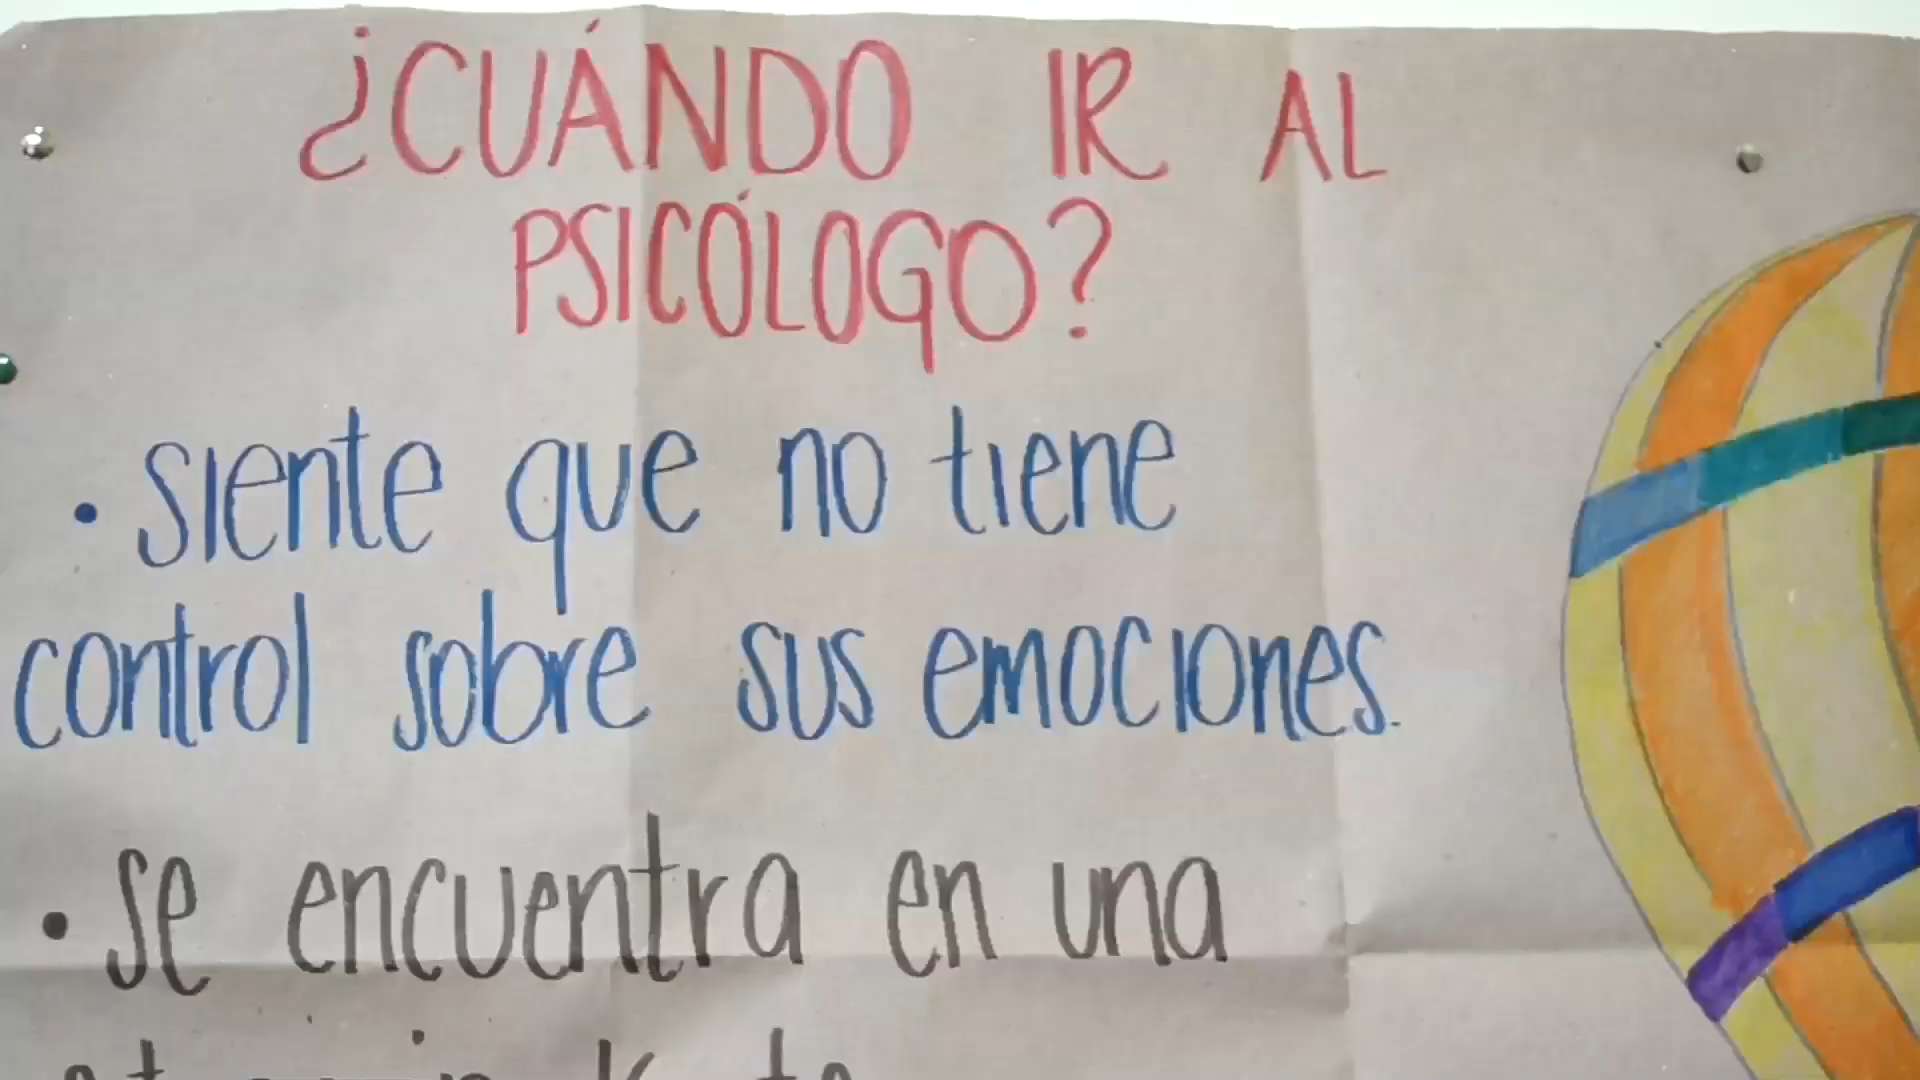 ¿CUÁNDO IR AL
PSICÓLOGO?
• siente que no tiene
control sobre sus emociones.
• se encuentra en una